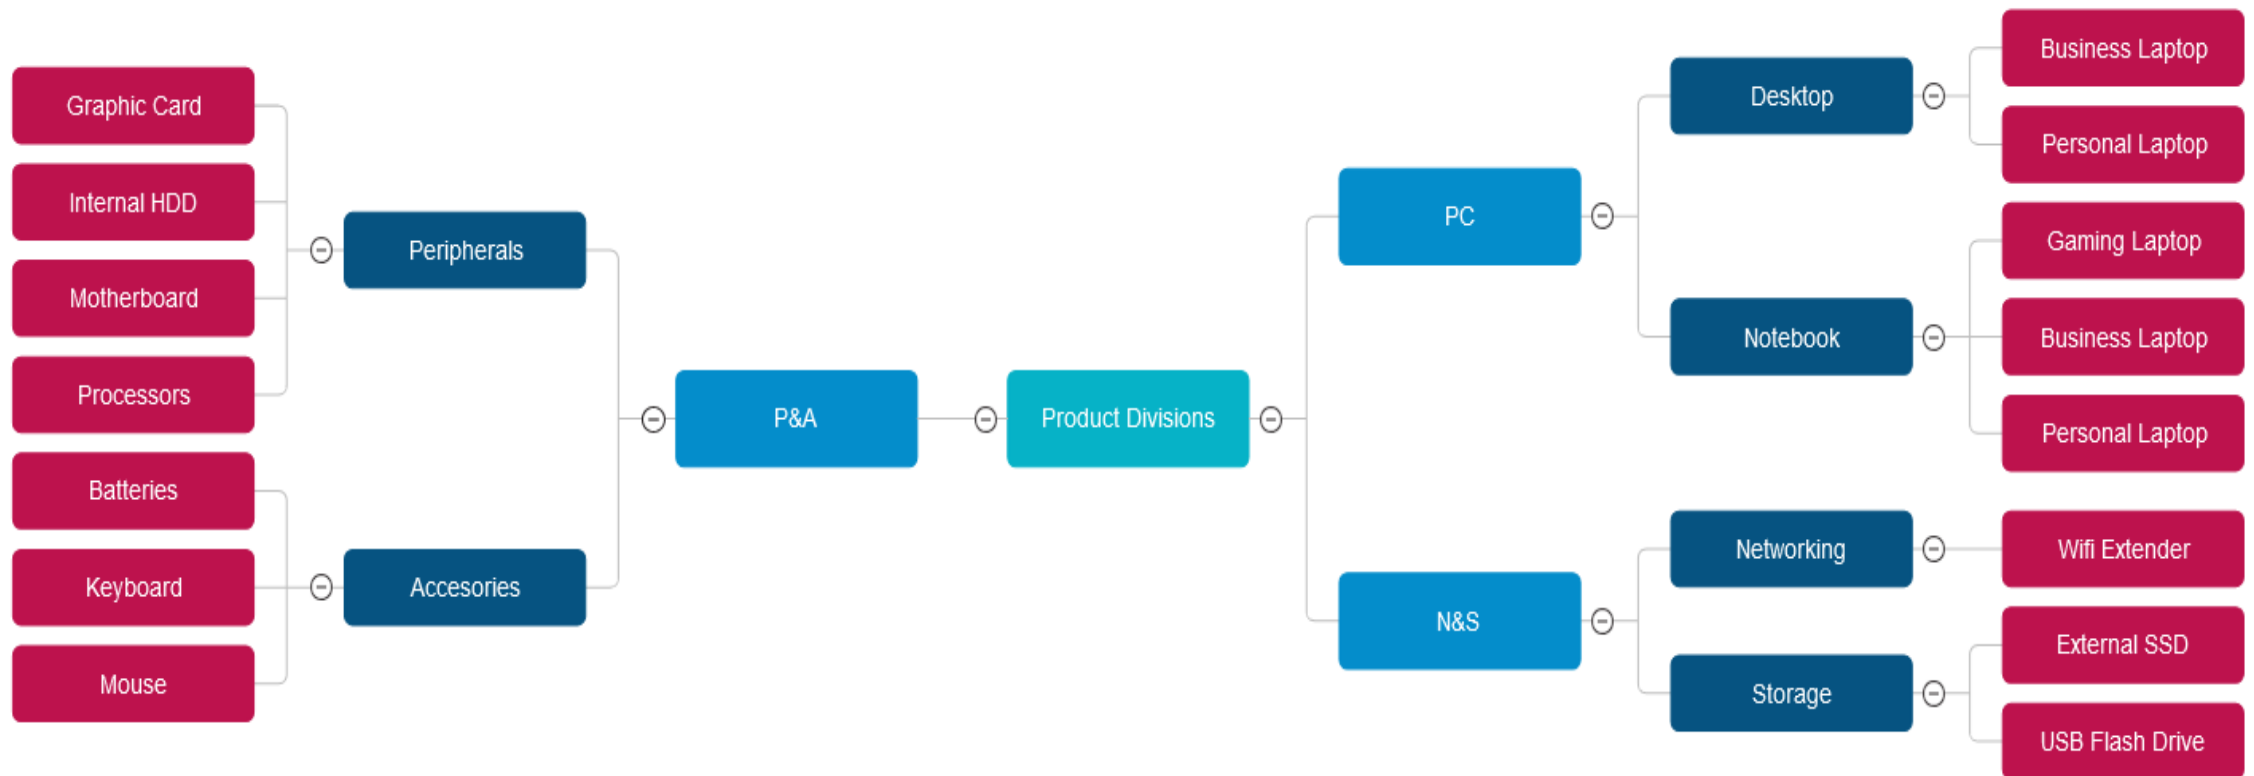 Graphic Card
Internal HDD
Motherboard
Processors
Batteries
Keyboard
Mouse
Peripherals
Accesories
P&A
Product Divisions
PC
N&S
Desktop
Notebook
Networking
Storage
Business Laptop
Personal Laptop
Gaming Laptop
Business Laptop
Personal Laptop
Wifi Extender
External SSD
USB Flash Drive